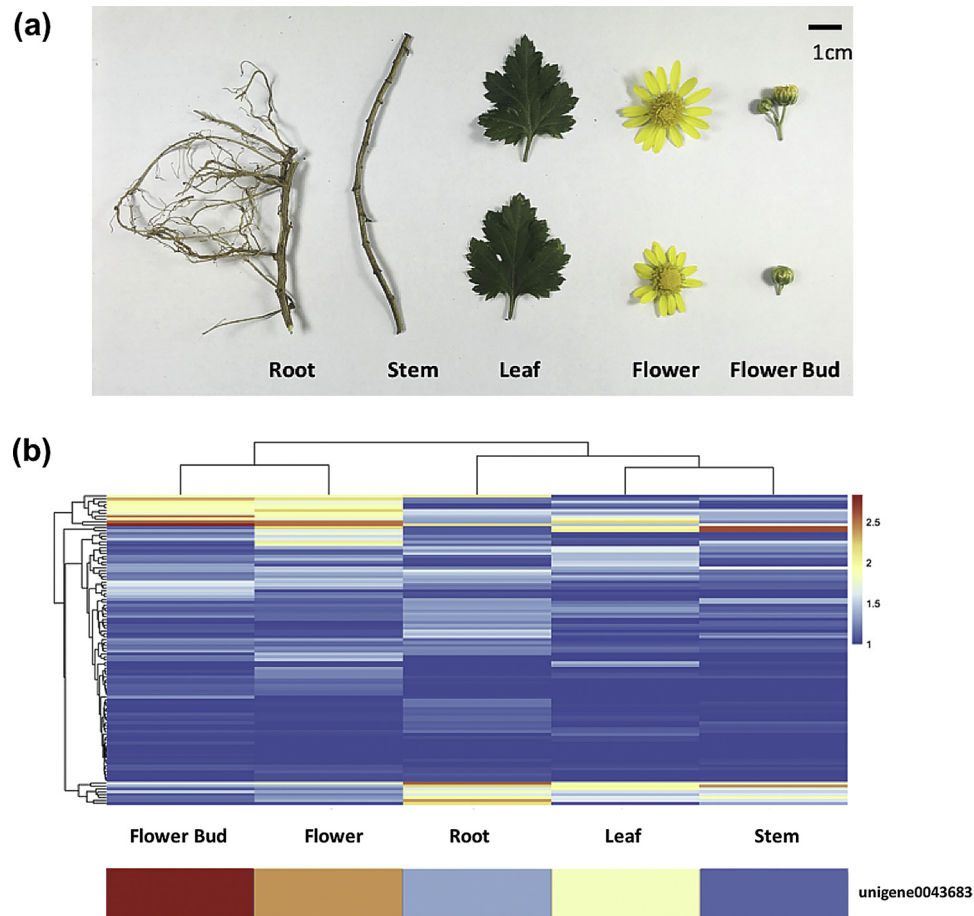 (a)
1cm
Root Stem Leaf Flower Flower Bud
(b)
2.5
2
1.5
1
Flower Bud Flower Root Leaf Stem
unigene0043683